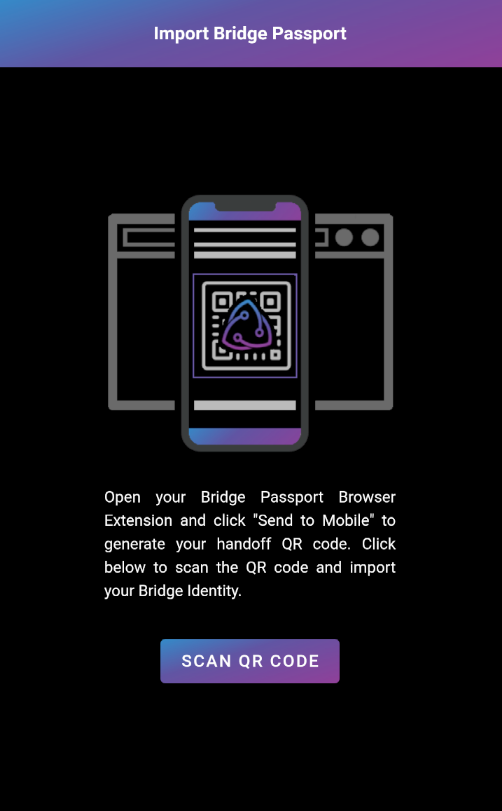 Import Bridge Passport
Open your Bridge Passport Browser
Extension and click "Send to Mobile" to
generate your handoff QR code. Click
below to scan the QR code and import
your Bridge Identity.
SCAN QR CODE